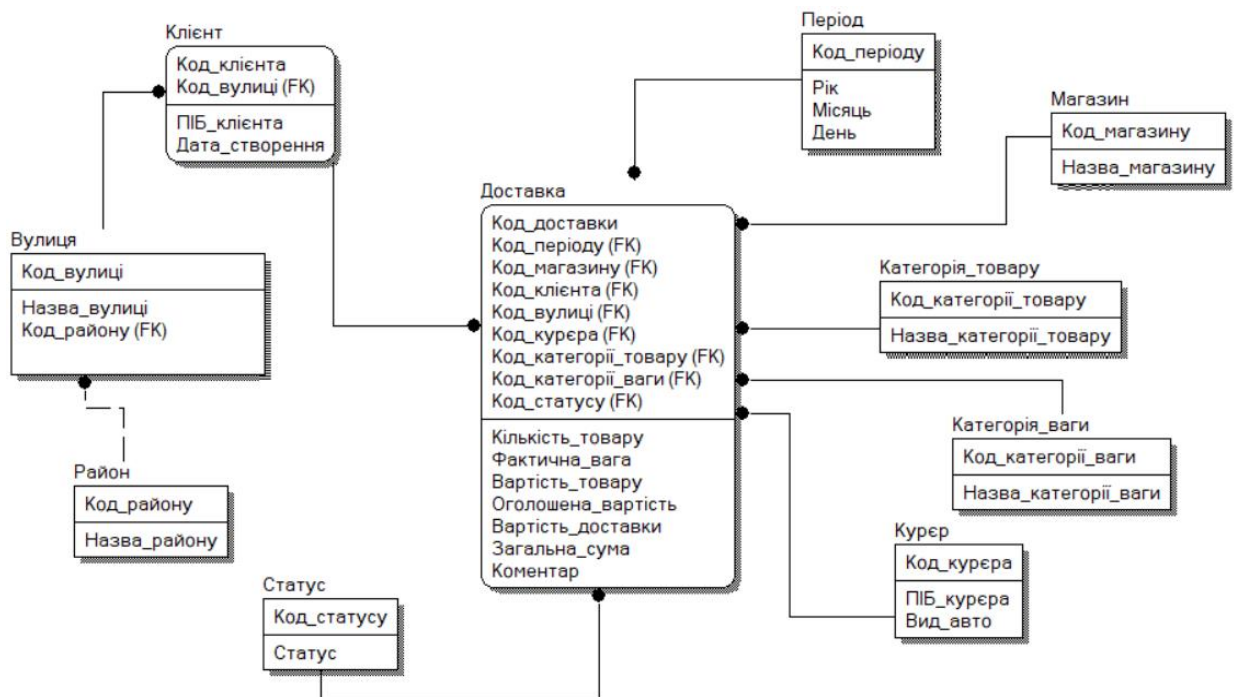 Клієнт
Код_клієнта
Код_вулиці (FK)
ПІБ_клієнта
Дата_створення
Період
Код_періоду
Рік
Місяць
День
Магазин
Код_магазину
Назва_магазину
Доставка
Код_доставки
Код_періоду (FK)
Код_магазину (FK)
Код_клієнта (FK)
Код_вулиці (FK)
Код_курєра (FK)
Код_категорії_товару (FK)
Код_категорії_ваги (FK)
Код_статусу (FK)
Кількість_товару
Фактична_вага
Вартість_товару
Оголошена_вартість
Вартість_доставки
Загальна_сума
Коментар
Вулиця
Код_вулиці
Назва_вулиці
Код_району (FK)
Категорія_товару
Код_категорії_товару
Назва_категорії_товару
Категорія_ваги
Код_категорії_ваги
Назва_категорії_ваги
Район
Код_району
Назва_району
Курєр
Код_курєра
ПІБ_курєра
Вид_авто
Статус
Код_статусу
Статус